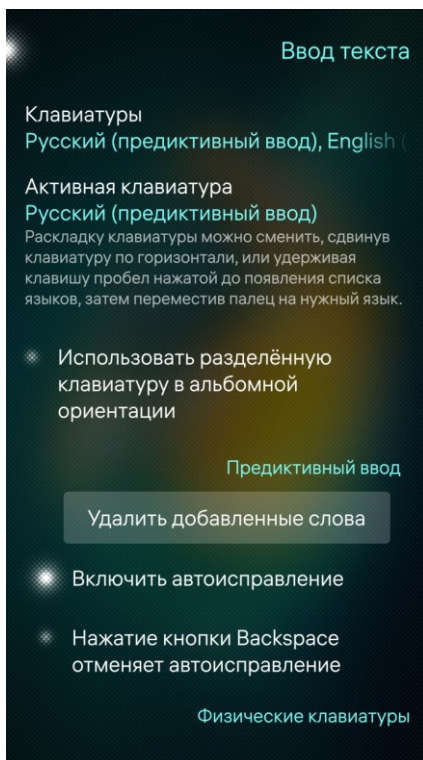 Ввод текста
Клавиатуры
Русский (предиктивный ввод), English (
Активная клавиатура
Русский (предиктивный ввод)
Раскладку клавиатуры можно сменить, сдвинув
клавиатуру по горизонтали, или удерживая
клавишу пробел нажатой до появления списка
языков, затем переместив палец на нужный язык.
Использовать разделённую
клавиатуру в альбомной
ориентации
Предиктивный ввод
Удалить добавленные слова
Включить автоисправление
Нажатие кнопки Backspace
отменяет автоисправление
Физические клавиатуры